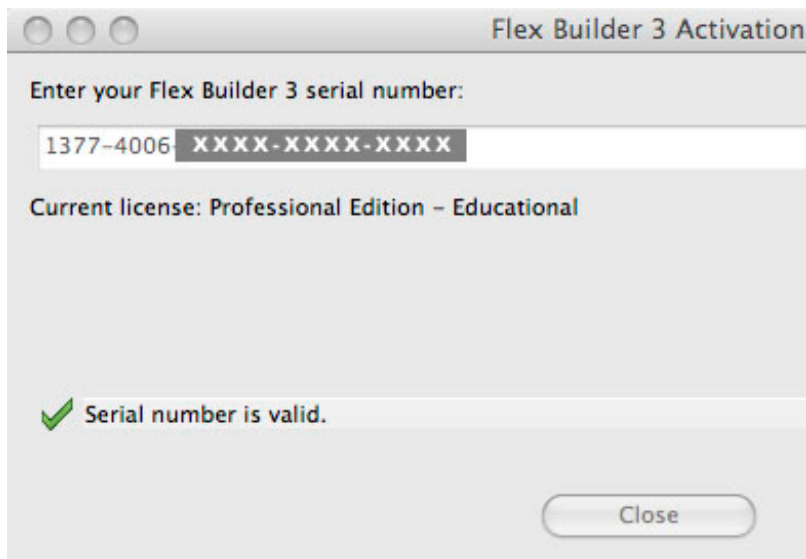 Flex Builder 3 Activation
Enter your Flex Builder 3 serial number:
1377-4006- XXXX-XXXX-XXXX
Current license: Professional Edition – Educational
Serial number is valid.
Close